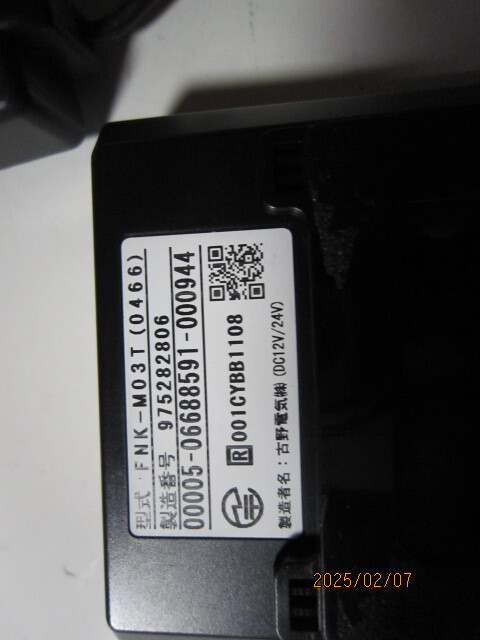 型式：FNK-M03T(0466)
製造番号 975282806
00005-06688591-000944
R 001CYBB1108
製造者名：古野電気㈱(DC12V/24V)
2025/02/07